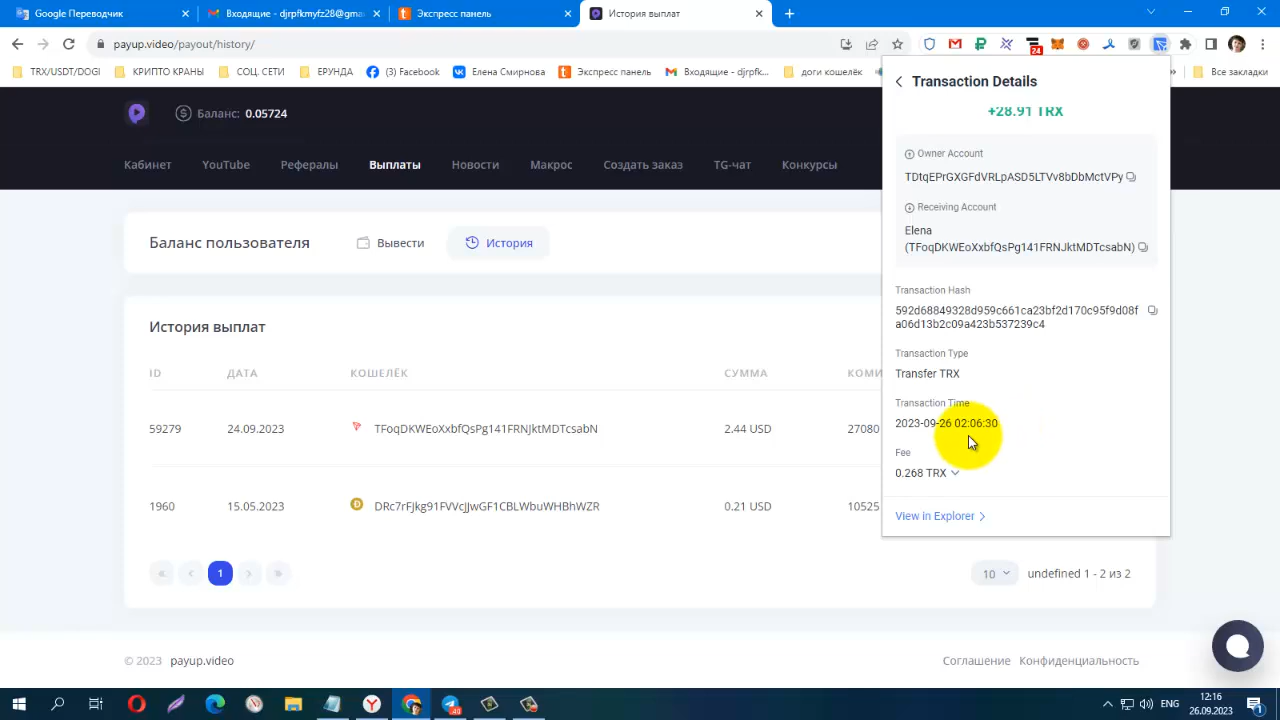 Google Переводчик
Входящие - djrpfkmyfz28@gma
Экспресс панель
История выплат
payup.video/payout/history/
24
TRX/USDT/DOGI
КРИПТО КРАНЫ
СОЦ. СЕТИ
ЕРУНДА
(3) Facebook
Елена Смирнова
Экспресс панель
Входящие - djrpfk...
доги кошелёк
»
Все закладки
Баланс: 0.05724
Кабинет
YouTube
Рефералы
Выплаты
Новости
Макрос
Создать заказ
TG-чат
Конкурсы
Баланс пользователя
Вывести
История
История выплат
ID
ДАТА
КОШЕЛЁК
СУММА
КОМИ
59279
24.09.2023
TFoqDKWEoXxbfQsPg141FRNJktMDTcsabN
2.44 USD
27080
1960
15.05.2023
DRc7rFJkg91FVVcJJwGF1CBLWbuWHBhWZR
0.21 USD
10525
« ‹ 1 › »
10
undefined 1 - 2 из 2
© 2023 payup.video
Соглашение
Конфиденциальность
Transaction Details
+28.91 TRX
Owner Account
TDtqEPrGXGFdVRLpASD5LTVv8bDbMctVPy
Receiving Account
Elena
(TFoqDKWEoXxbfQsPg141FRNJktMDTcsabN)
Transaction Hash
592d68849328d959c661ca23bf2d170c95f9d08f
a06d13b2c09a423b537239c4
Transaction Type
Transfer TRX
Transaction Time
2023-09-26 02:06:30
Fee
0.268 TRX
View in Explorer
ENG
12:16
26.09.2023